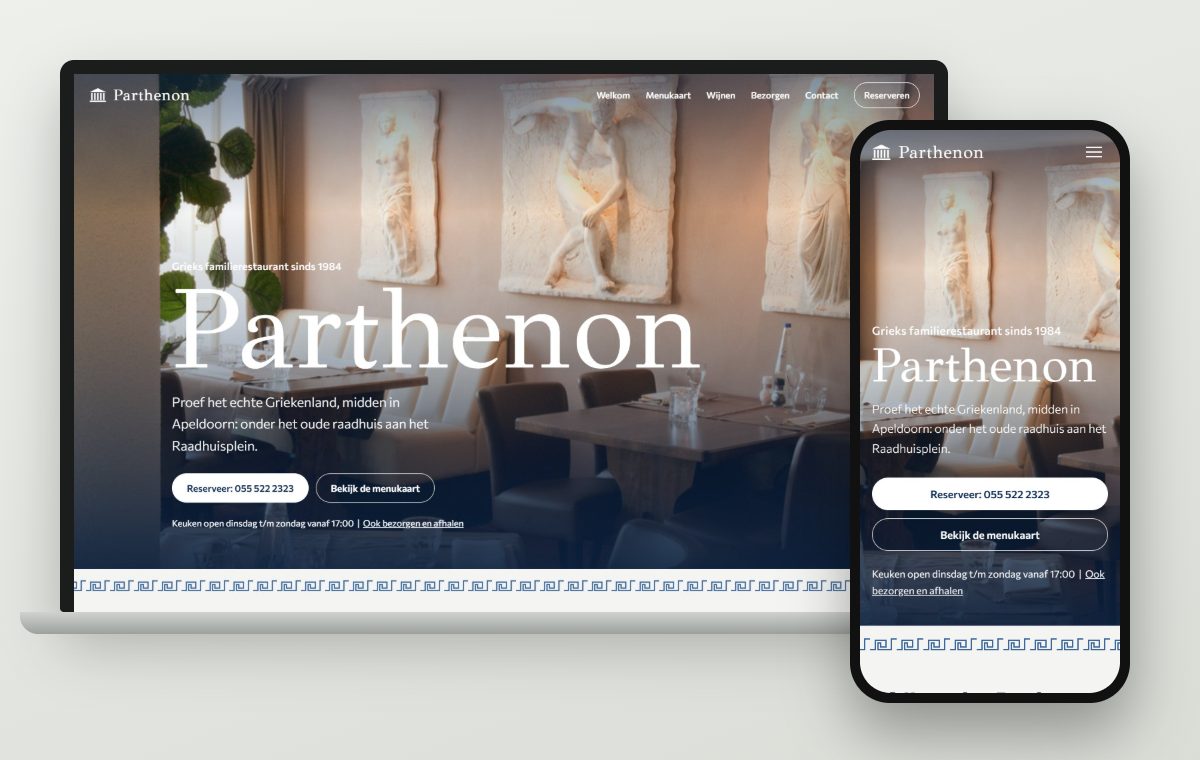 Parthenon
Welkom Menukaart Wijnen Bezorgen Contact Reserveren
Grieks familierestaurant sinds 1984
Parthenon
Proef het echte Griekenland, midden in
Apeldoorn: onder het oude raadhuis aan het
Raadhuisplein.
Reserveer: 055 522 2323 Bekijk de menukaart
Keuken open dinsdag t/m zondag vanaf 17:00 | Ook bezorgen en afhalen
Parthenon
Grieks familierestaurant sinds 1984
Parthenon
Proef het echte Griekenland, midden in
Apeldoorn: onder het oude raadhuis aan het
Raadhuisplein.
Reserveer: 055 522 2323
Bekijk de menukaart
Keuken open dinsdag t/m zondag vanaf 17:00 | Ook
bezorgen en afhalen